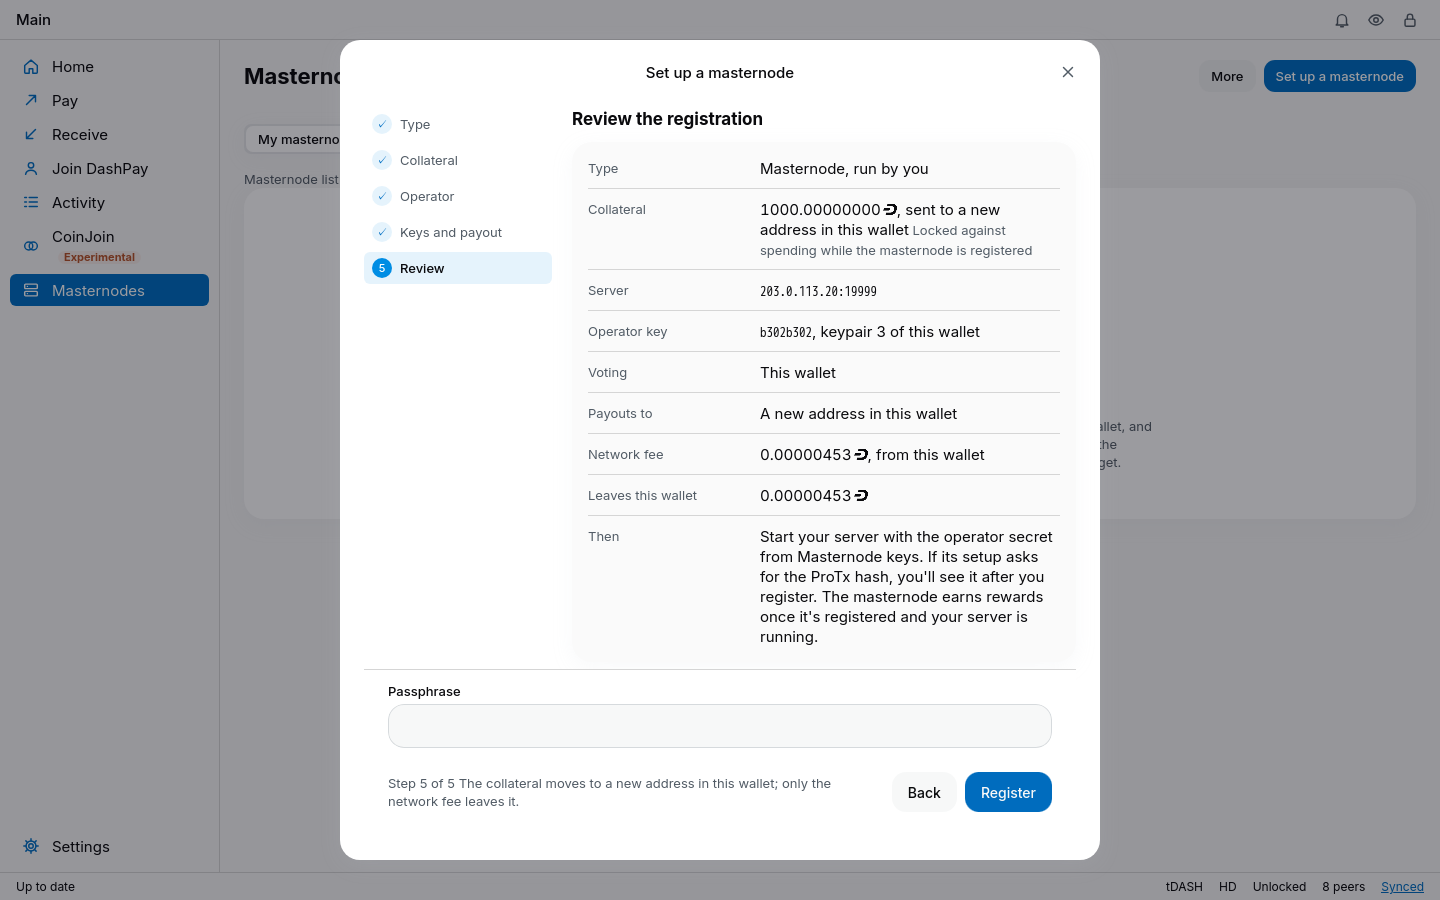 Main
Home
Pay
Receive
Join DashPay
Activity
CoinJoin
Experimental
Masternodes
Settings
More
Set up a masternode
My masterno
Masternode list
allet, and
the
get.
Set up a masternode
✓ Type
✓ Collateral
✓ Operator
✓ Keys and payout
5 Review
Review the registration
Type Masternode, run by you
Collateral 1000.00000000, sent to a new
address in this wallet Locked against
spending while the masternode is registered
Server 203.0.113.20:19999
Operator key b302b302, keypair 3 of this wallet
Voting This wallet
Payouts to A new address in this wallet
Network fee 0.00000453, from this wallet
Leaves this wallet 0.00000453
Then Start your server with the operator secret
from Masternode keys. If its setup asks
for the ProTx hash, you'll see it after you
register. The masternode earns rewards
once it's registered and your server is
running.
Passphrase
Step 5 of 5 The collateral moves to a new address in this wallet; only the
network fee leaves it.
Back
Register
Up to date
tDASH HD Unlocked 8 peers Synced